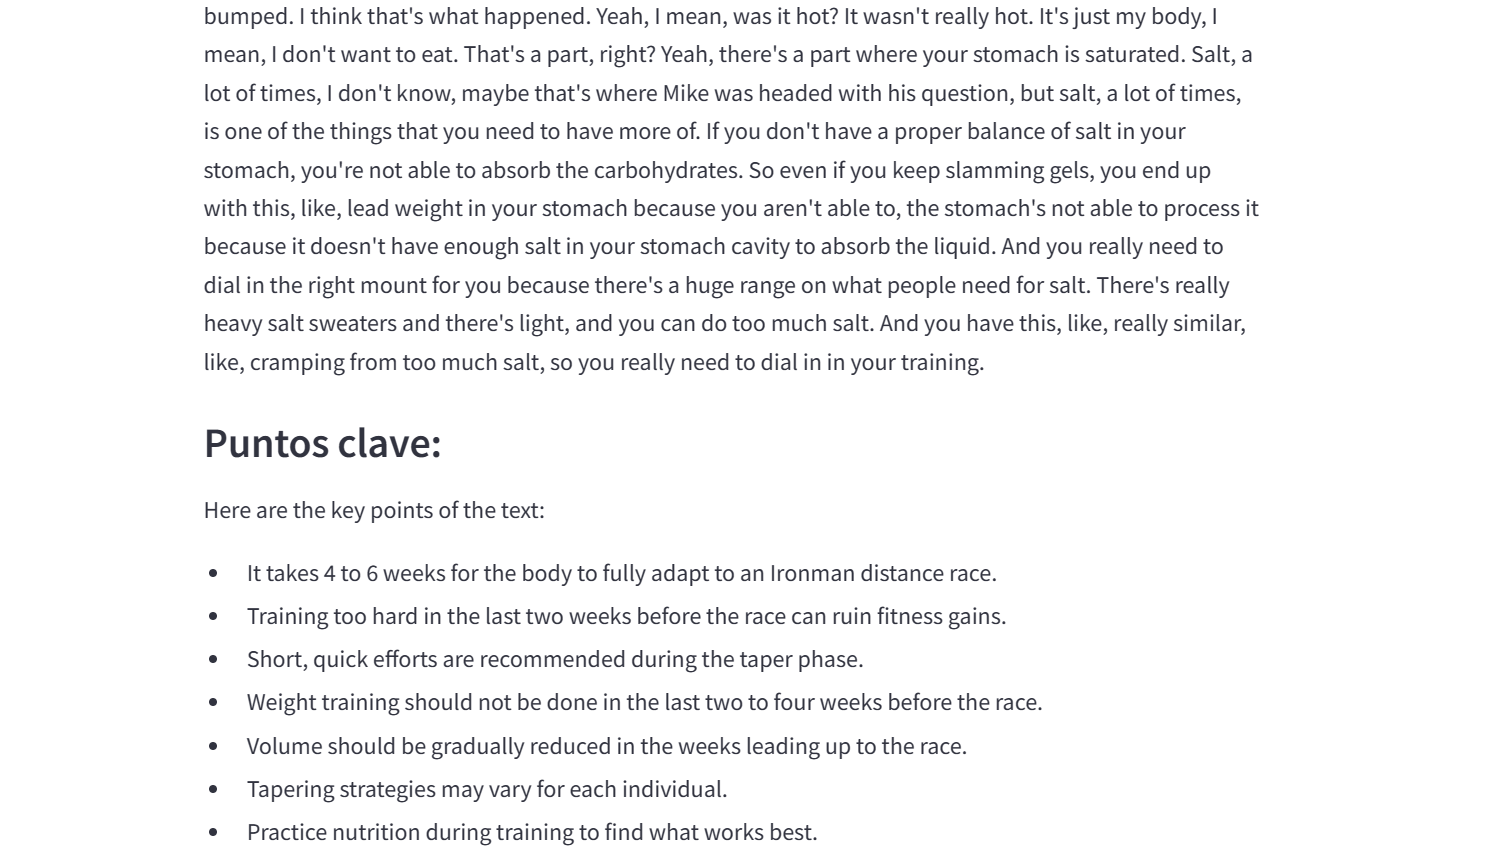 bumped. I think that's what happened. Yeah, I mean, was it hot? It wasn't really hot. It's just my body, I
mean, I don't want to eat. That's a part, right? Yeah, there's a part where your stomach is saturated. Salt, a
lot of times, I don't know, maybe that's where Mike was headed with his question, but salt, a lot of times,
is one of the things that you need to have more of. If you don't have a proper balance of salt in your
stomach, you're not able to absorb the carbohydrates. So even if you keep slamming gels, you end up
with this, like, lead weight in your stomach because you aren't able to, the stomach's not able to process it
because it doesn't have enough salt in your stomach cavity to absorb the liquid. And you really need to
dial in the right mount for you because there's a huge range on what people need for salt. There's really
heavy salt sweaters and there's light, and you can do too much salt. And you have this, like, really similar,
like, cramping from too much salt, so you really need to dial in in your training.
Puntos clave:
Here are the key points of the text:
• It takes 4 to 6 weeks for the body to fully adapt to an Ironman distance race.
• Training too hard in the last two weeks before the race can ruin fitness gains.
• Short, quick efforts are recommended during the taper phase.
• Weight training should not be done in the last two to four weeks before the race.
• Volume should be gradually reduced in the weeks leading up to the race.
• Tapering strategies may vary for each individual.
• Practice nutrition during training to find what works best.